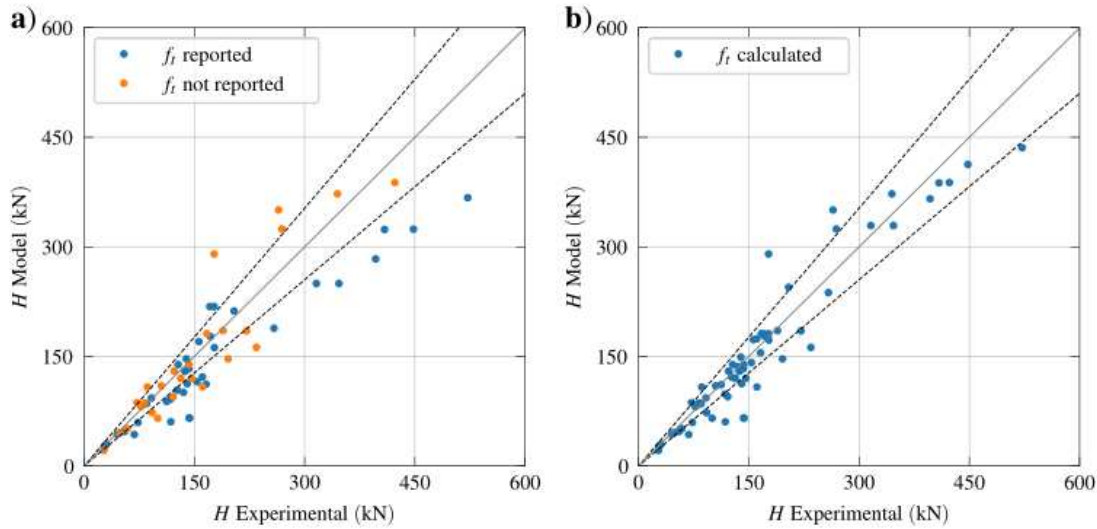 a)
600
450
300
150
0
H Model (kN)
f_t reported
f_t not reported
0 150 300 450 600
H Experimental (kN)
b)
600
450
300
150
0
H Model (kN)
f_t calculated
0 150 300 450 600
H Experimental (kN)